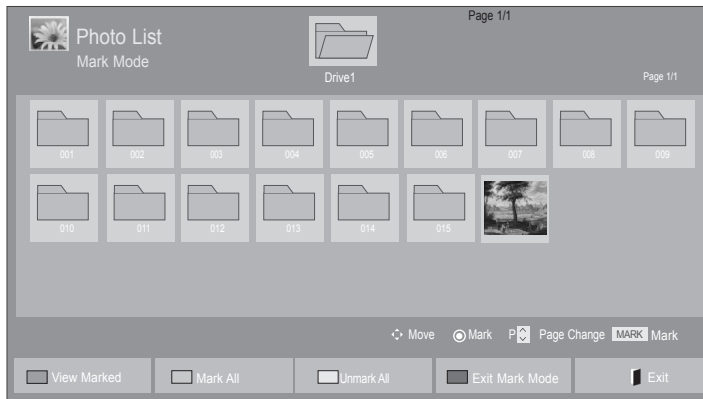 Page 1/1
Photo List
Mark Mode
Drive1
Page 1/1
001 002 003 004 005 006 007 008 009
010 011 012 013 014 015
Move Mark P Page Change MARK Mark
View Marked Mark All Unmark All Exit Mark Mode Exit